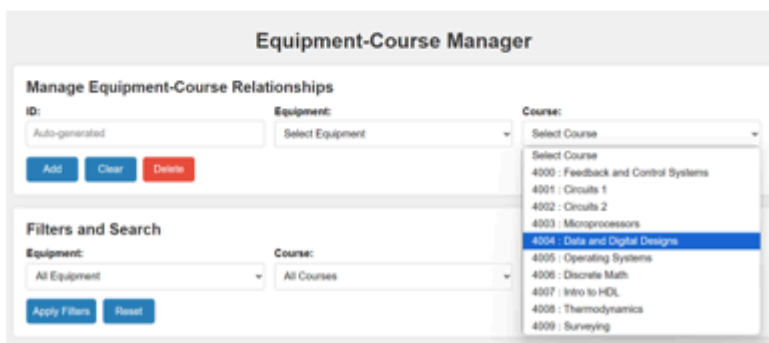 Equipment-Course Manager
Manage Equipment-Course Relationships
ID: Equipment: Course:
Auto-generated Select Equipment Select Course
Add Clear Delete
Select Course
4000 : Feedback and Control Systems
4001 : Circuits 1
4002 : Circuits 2
4003 : Microprocessors
4004 : Data and Digital Designs
4005 : Operating Systems
4006 : Discrete Math
4007 : Intro to HDL
4008 : Thermodynamics
4009 : Surveying
Filters and Search
Equipment: Course:
All Equipment All Courses
Apply Filters Reset